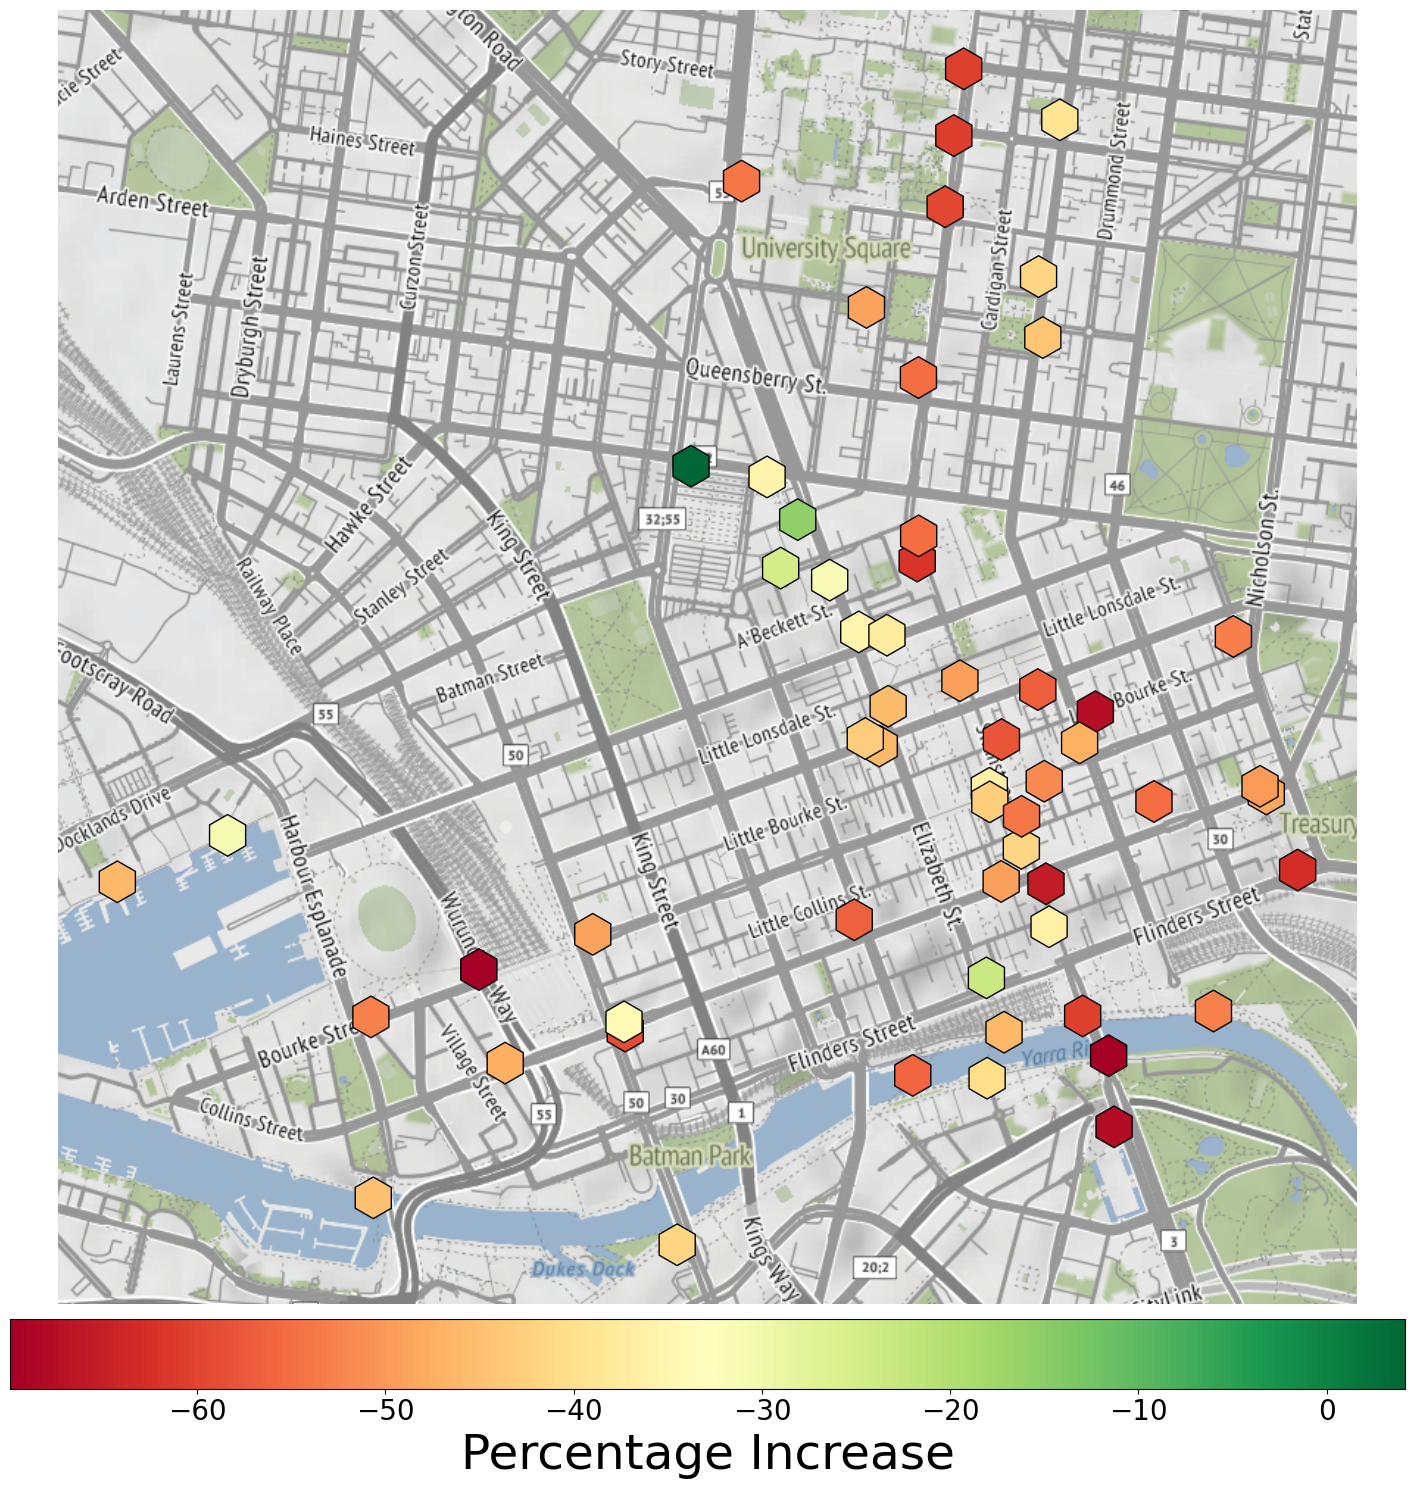 Story Street
Haines Street
Arden Street
Curzon Street
Drummond Street
University Square
Cardigan Street
Laurens Street
Dryburgh Street
Queensberry St.
46
32;55
Hawke Street
King Street
Nicholson St.
Stanley Street
Railway Place
A'Beckett St.
Little Lonsdale St.
Footscray Road
Batman Street
Bourke St.
55
Little Lonsdale St.
50
Docklands Drive
Little Bourke St.
Treasury
30
Harbour Esplanade
King Street
Elizabeth St.
Little Collins St.
Flinders Street
Way
Bourke Stre
Village Street
A60
Flinders Street
Yarra Ri
Collins Street
55
50
30
1
Batman Park
Kings Way
Dukes Dock
20;2
3
CityLink
−60
−50
−40
−30
−20
−10
0
Percentage Increase